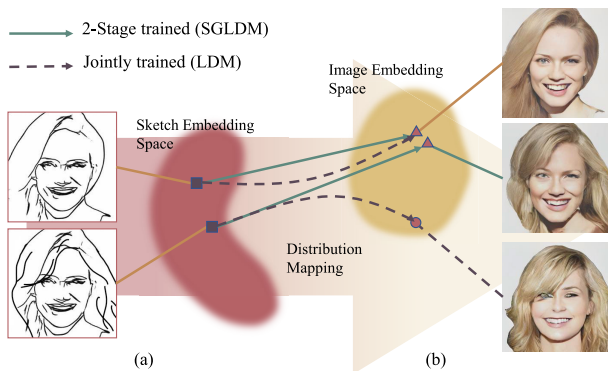 2-Stage trained (SGLDM)
Jointly trained (LDM)
Image Embedding
Space
Sketch Embedding
Space
Distribution
Mapping
(a)
(b)